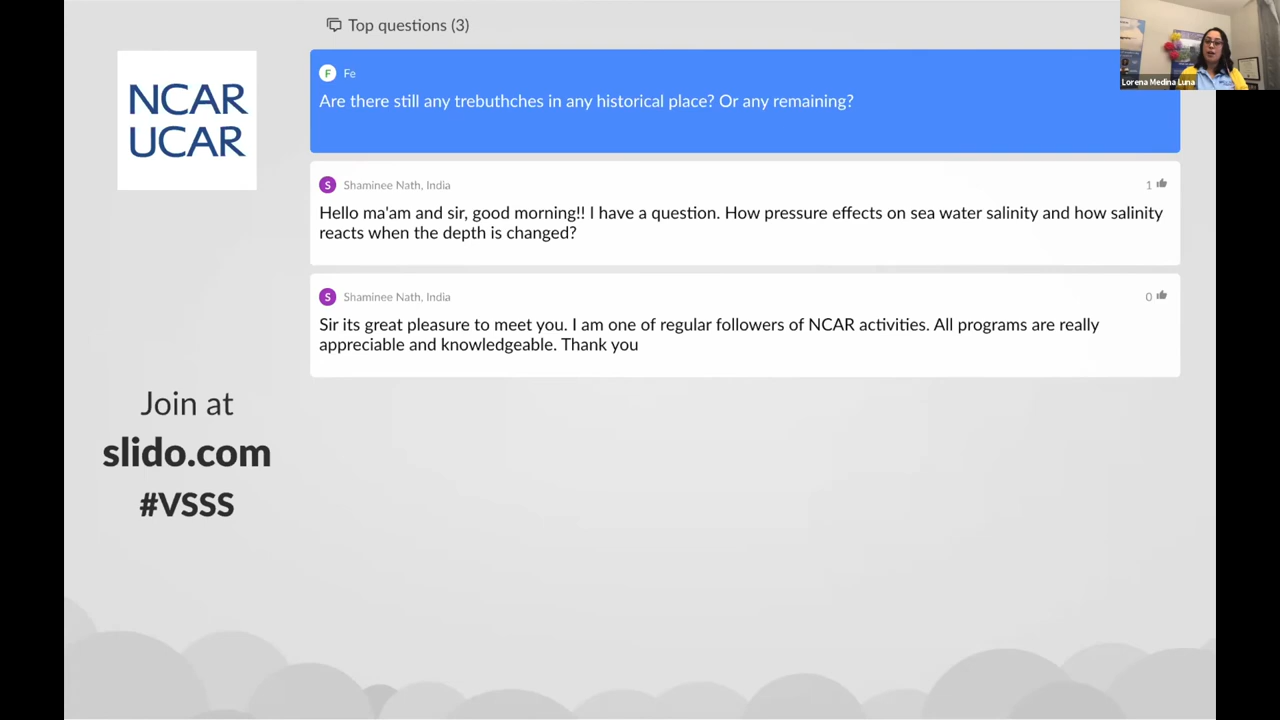 Top questions (3)
NCAR
UCAR
F Fe
Are there still any trebuthches in any historical place? Or any remaining?
Lorena Medina Luna
S Shaminee Nath, India 1
Hello ma'am and sir, good morning!! I have a question. How pressure effects on sea water salinity and how salinity
reacts when the depth is changed?
S Shaminee Nath, India 0
Sir its great pleasure to meet you. I am one of regular followers of NCAR activities. All programs are really
appreciable and knowledgeable. Thank you
Join at
slido.com
#VSSS